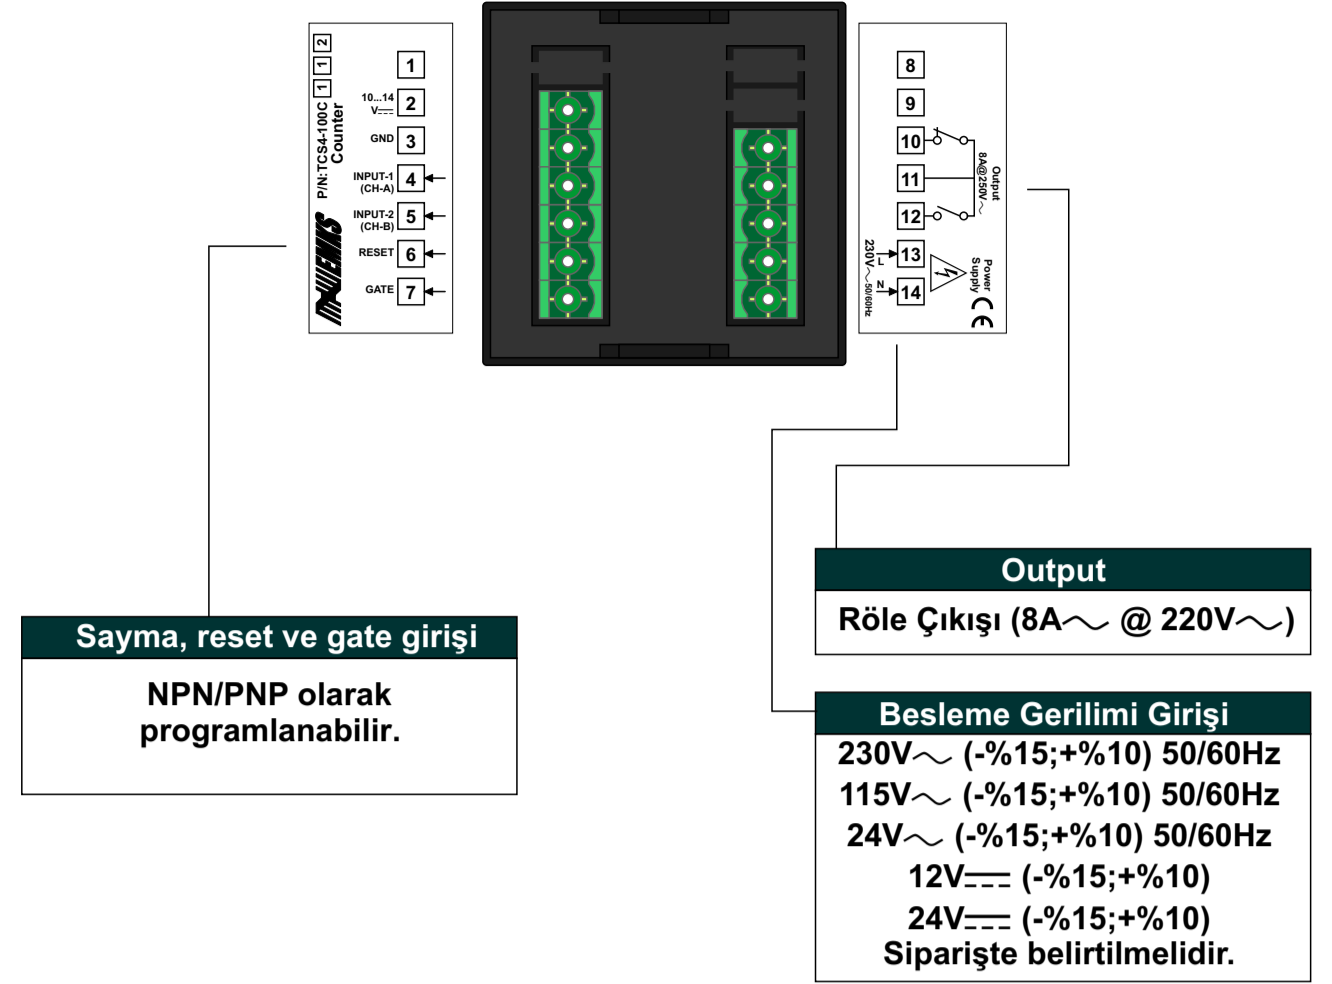 P/N:TCS4-100C 1 1 2
Counter
1
10...14
V 2
GND 3
INPUT-1
(CH-A) 4
INPUT-2
(CH-B) 5
RESET 6
GATE 7
8
9
10
11
12
13
14
Output
8A@250V~
230V~ 50/60Hz
L
N
Power
Supply
CE
Sayma, reset ve gate girişi
NPN/PNP olarak
programlanabilir.
Output
Röle Çıkışı (8A~ @ 220V~)
Besleme Gerilimi Girişi
230V~ (-%15;+%10) 50/60Hz
115V~ (-%15;+%10) 50/60Hz
24V~ (-%15;+%10) 50/60Hz
12V⎓ (-%15;+%10)
24V⎓ (-%15;+%10)
Siparişte belirtilmelidir.